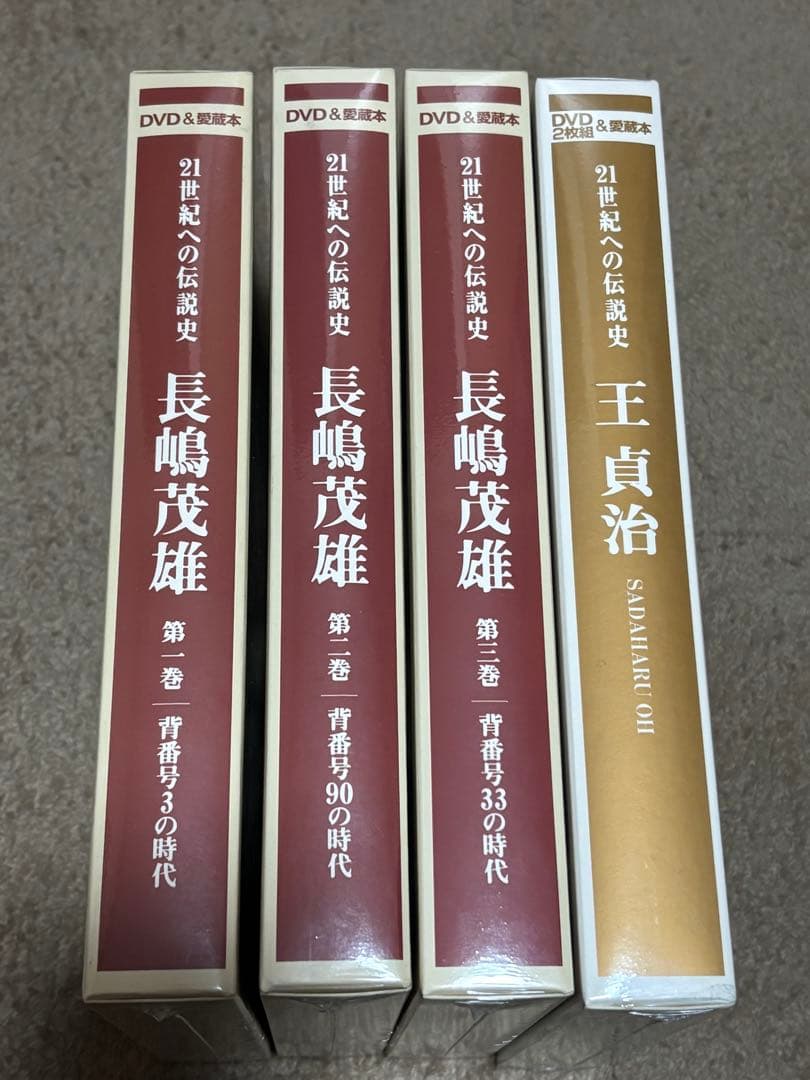 DVD&愛蔵本
21世紀への伝説史
長嶋茂雄
第一巻
背番号3の時代
DVD&愛蔵本
21世紀への伝説史
長嶋茂雄
第二巻
背番号90の時代
DVD&愛蔵本
21世紀への伝説史
長嶋茂雄
第三巻
背番号33の時代
DVD
2枚組&愛蔵本
21世紀への伝説史
王貞治
SADAHARU OH